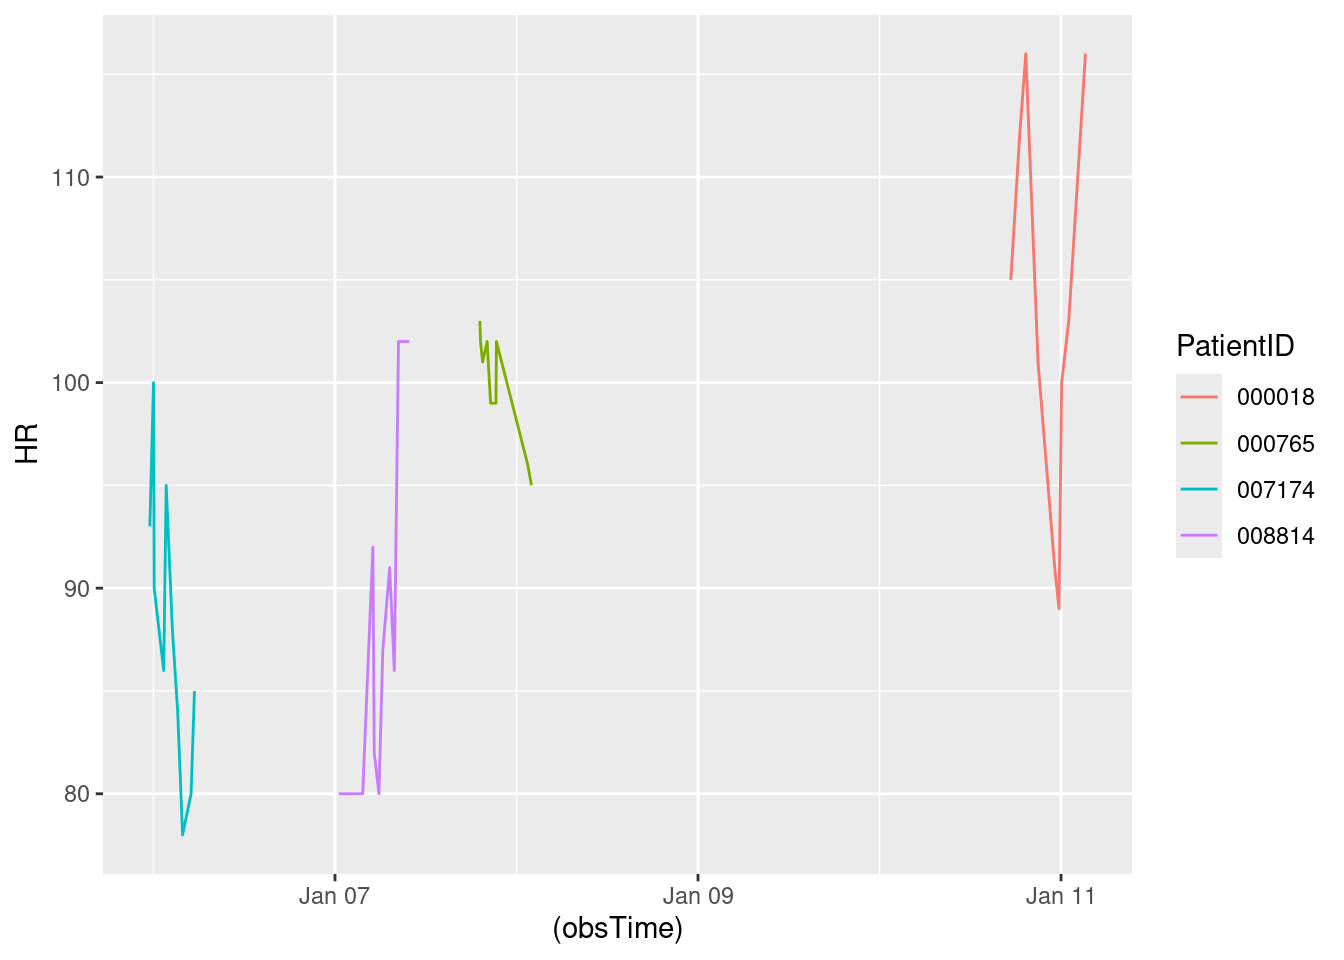 110
100
90
80
HR
Jan 07
Jan 09
Jan 11
(obsTime)
PatientID
000018
000765
007174
008814